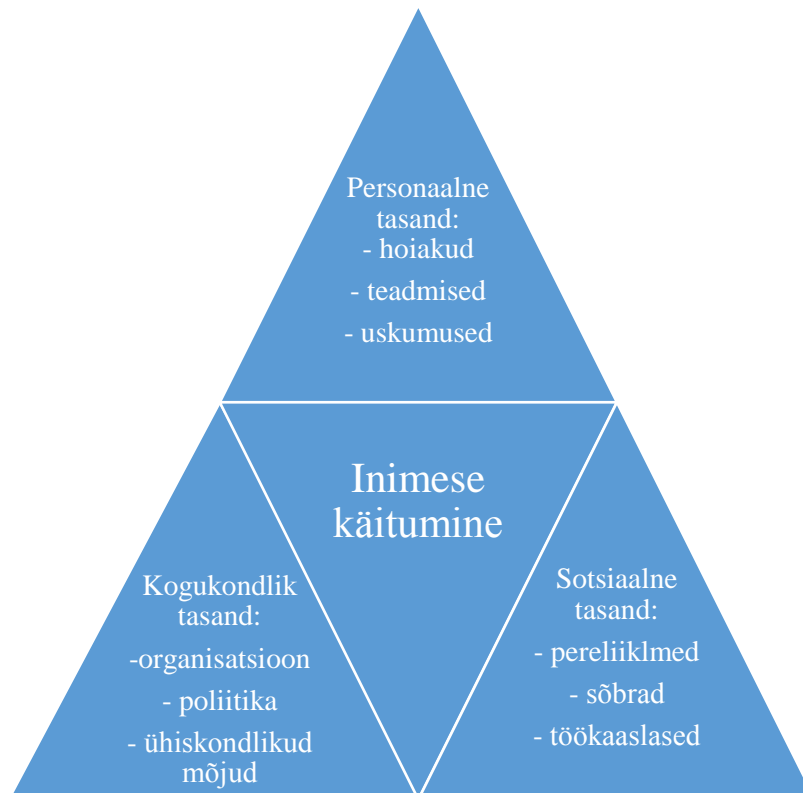 Personaalne
tasand:
- hoiakud
- teadmised
- uskumused
Inimese
käitumine
Kogukondlik
tasand:
-organisatsioon
- poliitika
- ühiskondlikud
mõjud
Sotsiaalne
tasand:
- pereliiklmed
- sõbrad
- töökaaslased